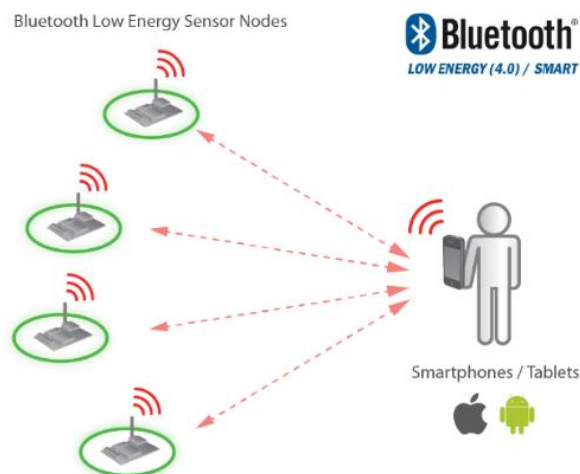 Bluetooth Low Energy Sensor Nodes
Bluetooth®
LOW ENERGY (4.0) / SMART
Smartphones / Tablets